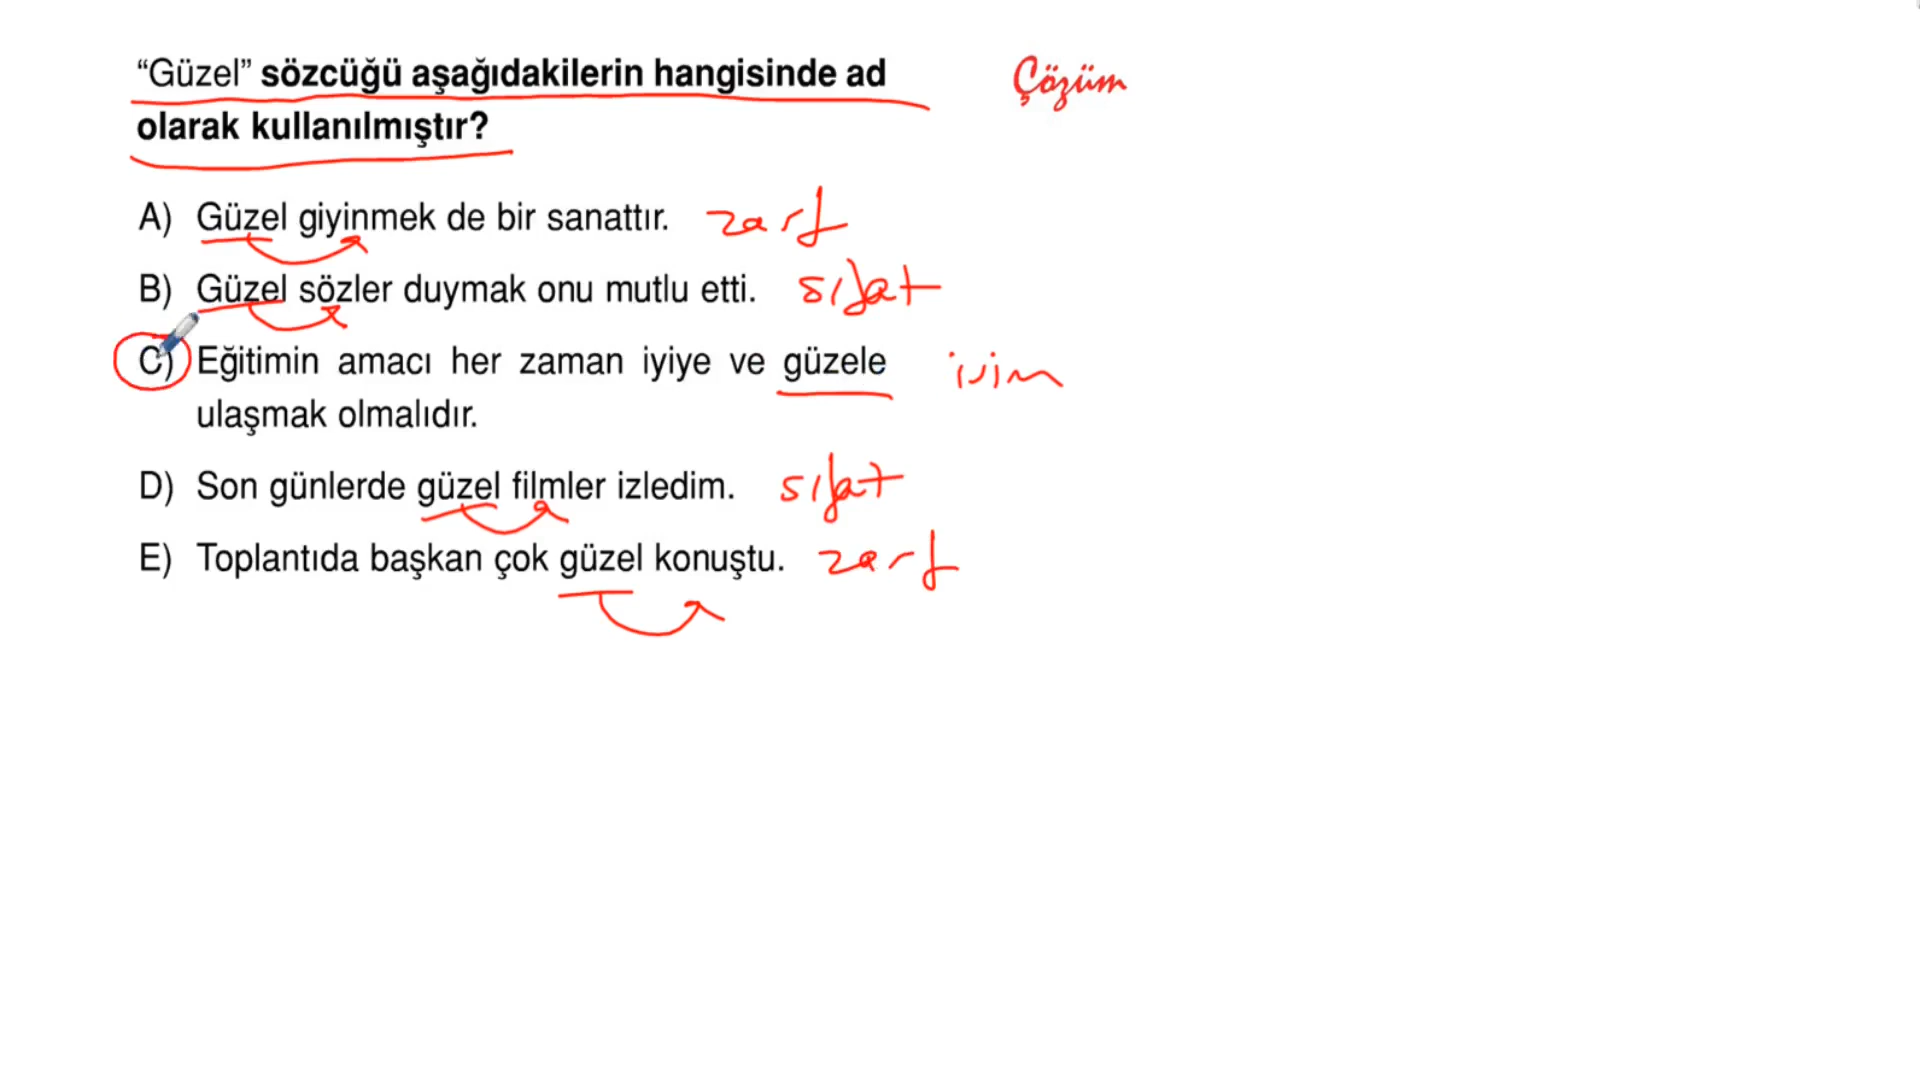 “Güzel” sözcüğü aşağıdakilerin hangisinde ad
Çözüm
olarak kullanılmıştır?
A) Güzel giyinmek de bir sanattır. zarf
B) Güzel sözler duymak onu mutlu etti. sıfat
C) Eğitimin amacı her zaman iyiye ve güzele isim
ulaşmak olmalıdır.
D) Son günlerde güzel filmler izledim. sıfat
E) Toplantıda başkan çok güzel konuştu. zarf